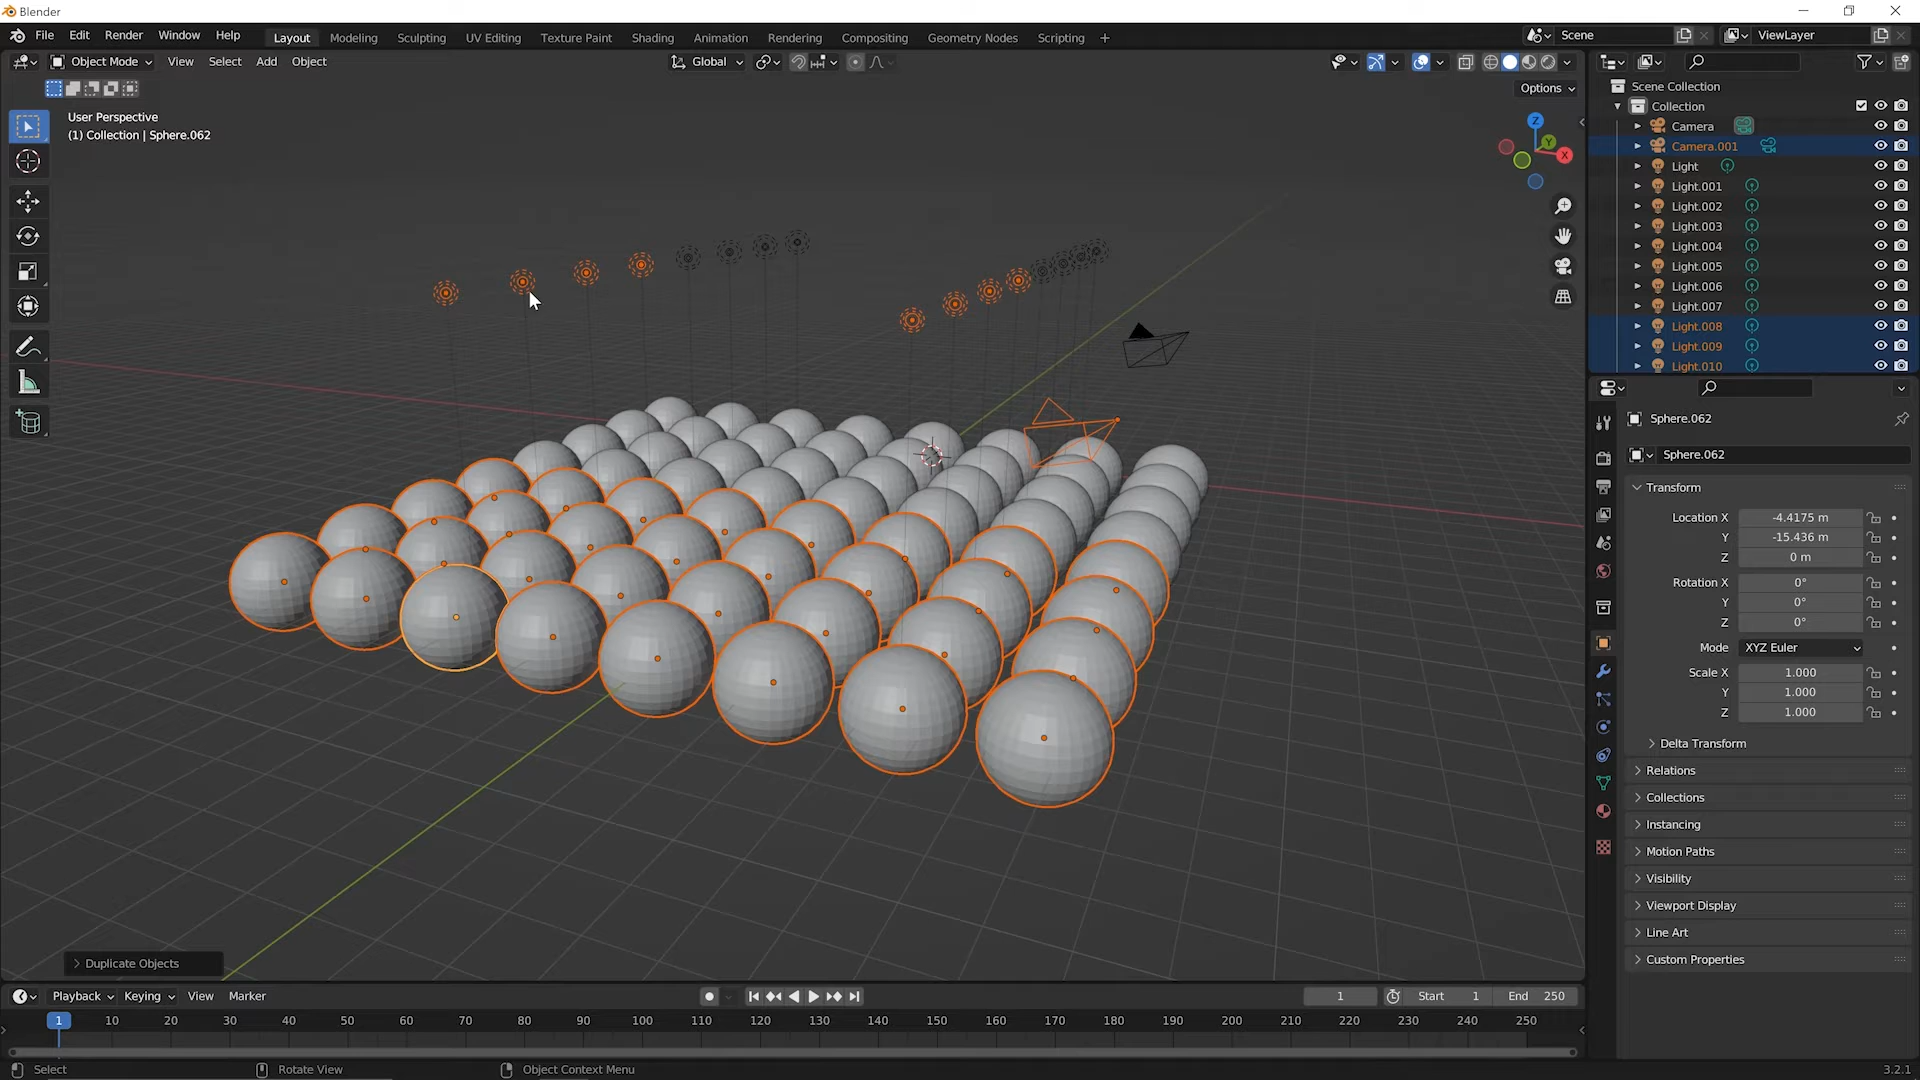 Blender
File Edit Render Window Help Layout Modeling Sculpting UV Editing Texture Paint Shading Animation Rendering Compositing Geometry Nodes Scripting + Scene ViewLayer
Object Mode View Select Add Object Global
Options
User Perspective
(1) Collection | Sphere.062
Z
Y
X
Scene Collection
Collection
Camera
Camera.001
Light
Light.001
Light.002
Light.003
Light.004
Light.005
Light.006
Light.007
Light.008
Light.009
Light.010
Sphere.062
Sphere.062
Transform
Location X -4.4175 m
Y -15.436 m
Z 0 m
Rotation X 0°
Y 0°
Z 0°
Mode XYZ Euler
Scale X 1.000
Y 1.000
Z 1.000
Delta Transform
Relations
Collections
Instancing
Motion Paths
Visibility
Viewport Display
Line Art
Custom Properties
Duplicate Objects
Playback Keying View Marker 1 Start 1 End 250
1 10 20 30 40 50 60 70 80 90 100 110 120 130 140 150 160 170 180 190 200 210 220 230 240 250
Select Rotate View Object Context Menu 3.2.1